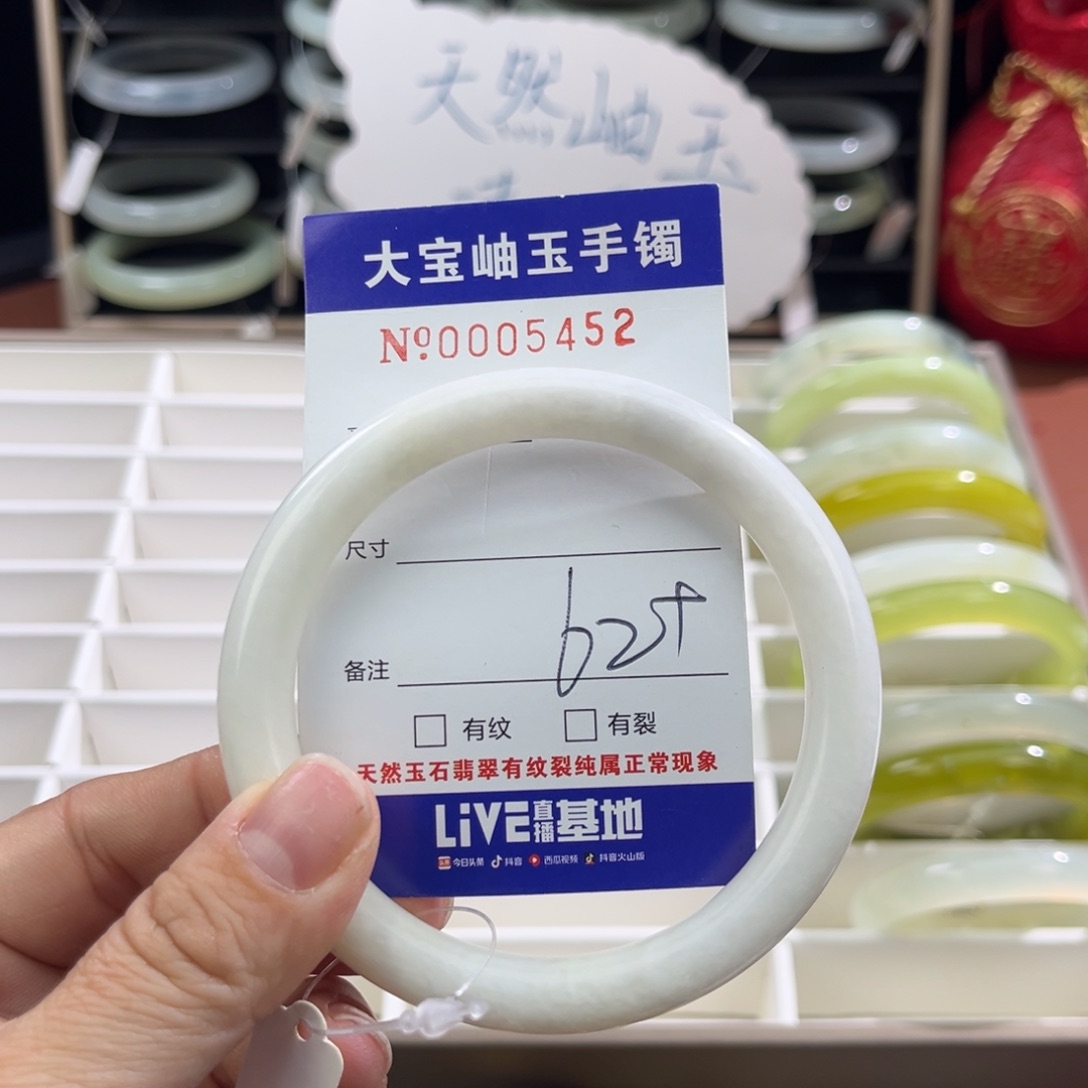 天然岫玉
大宝岫玉手镯
Nº0005452
尺寸
备注
625+
有纹
有裂
天然玉石翡翠有纹裂纯属正常现象
LiVE直播基地
今日头条 抖音 西瓜视频 抖音火山版